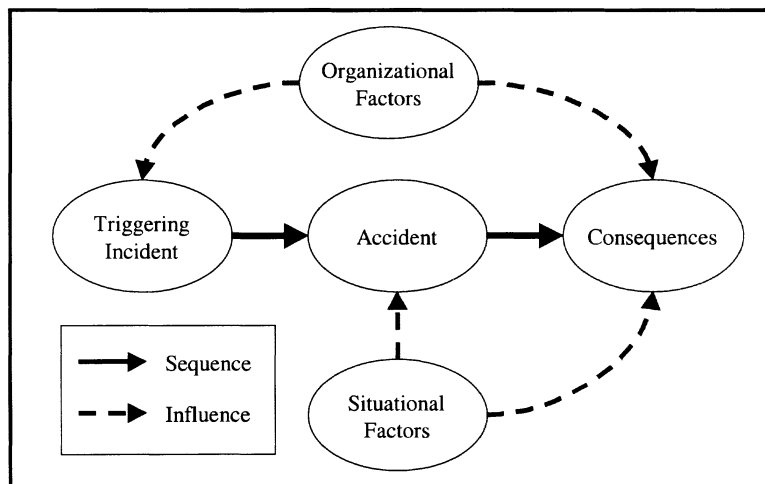 Organizational
Factors
Triggering
Incident
Accident
Consequences
Sequence
Influence
Situational
Factors